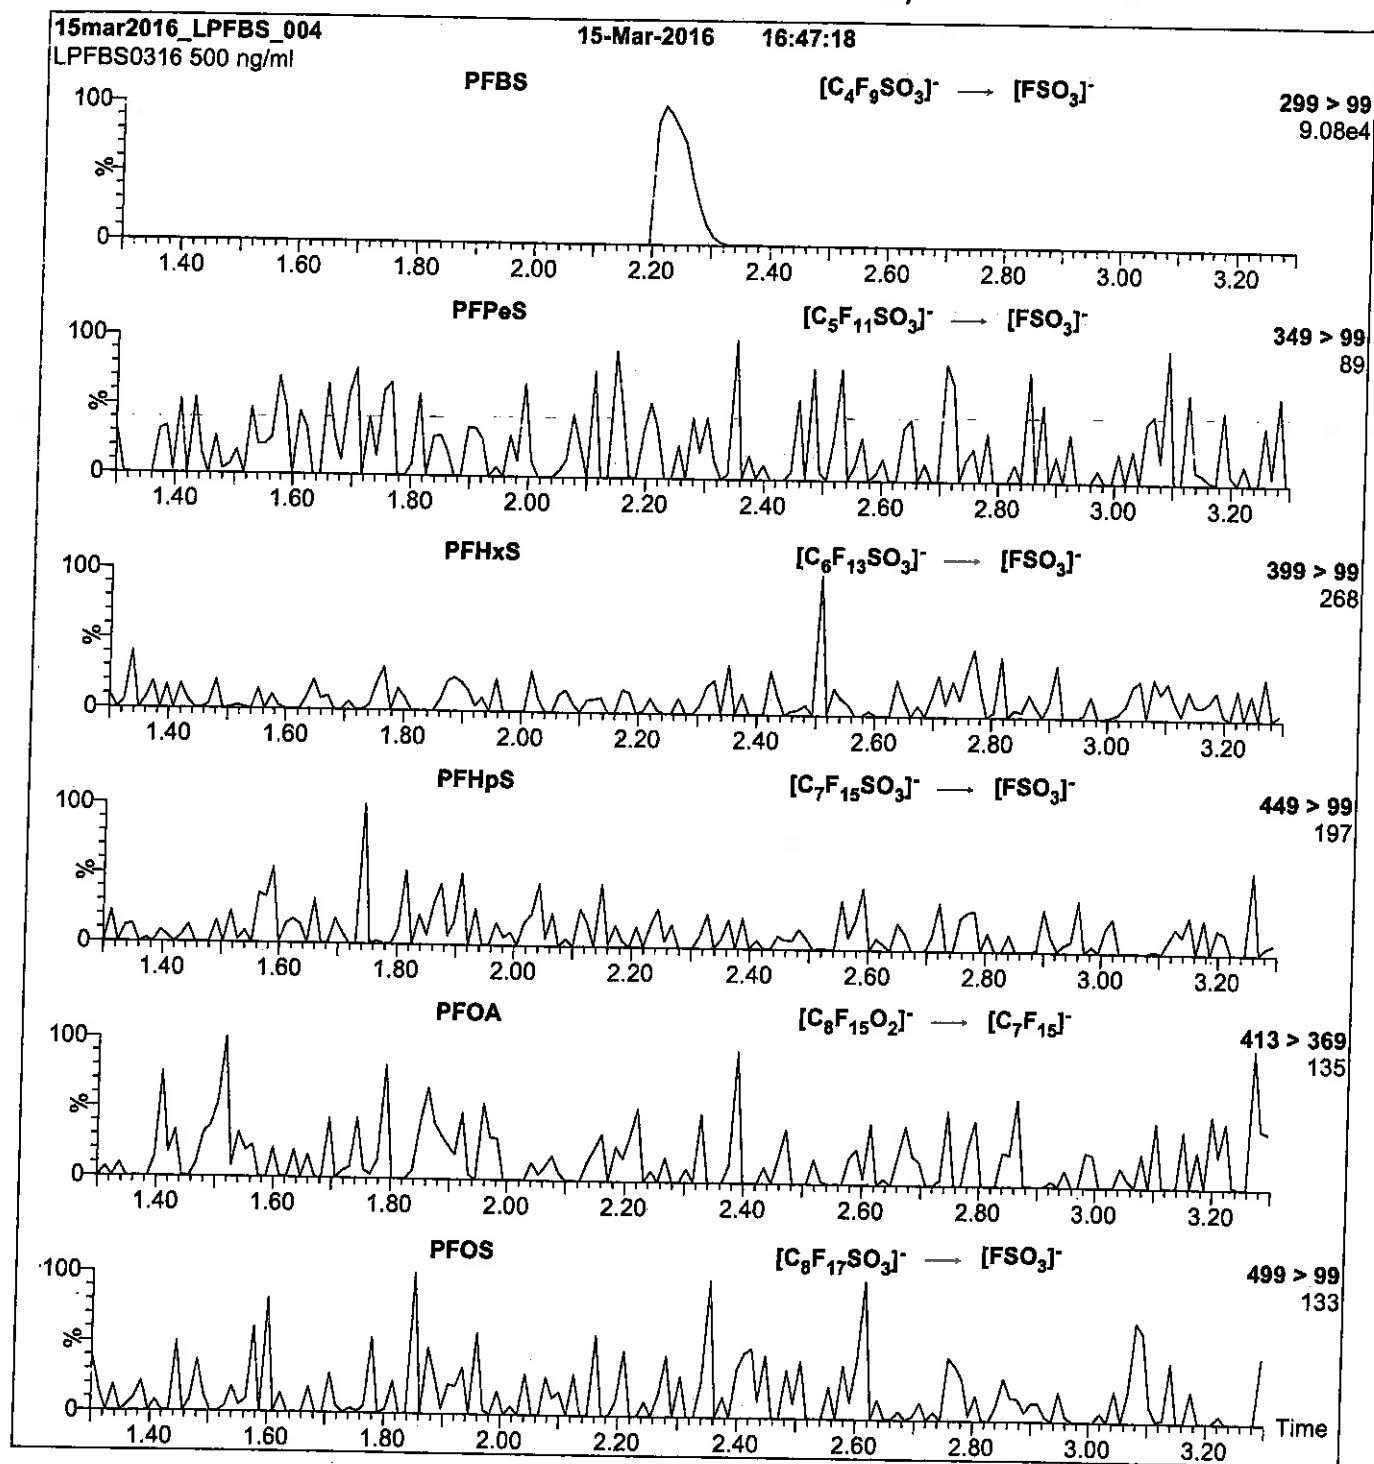 15mar2016_LPFBS_004 15-Mar-2016 16:47:18
LPFBS0316 500 ng/ml
PFBS [C4F9SO3]- → [FSO3]- 299 > 99
9.08e4
100
%
0
1.40 1.60 1.80 2.00 2.20 2.40 2.60 2.80 3.00 3.20
PFPeS [C5F11SO3]- → [FSO3]- 349 > 99
89
100
%
0
1.40 1.60 1.80 2.00 2.20 2.40 2.60 2.80 3.00 3.20
PFHxS [C6F13SO3]- → [FSO3]- 399 > 99
268
100
%
0
1.40 1.60 1.80 2.00 2.20 2.40 2.60 2.80 3.00 3.20
PFHpS [C7F15SO3]- → [FSO3]- 449 > 99
197
100
%
0
1.40 1.60 1.80 2.00 2.20 2.40 2.60 2.80 3.00 3.20
PFOA [C8F15O2]- → [C7F15]- 413 > 369
135
100
%
0
1.40 1.60 1.80 2.00 2.20 2.40 2.60 2.80 3.00 3.20
PFOS [C8F17SO3]- → [FSO3]- 499 > 99
133
100
%
0
1.40 1.60 1.80 2.00 2.20 2.40 2.60 2.80 3.00 3.20 Time